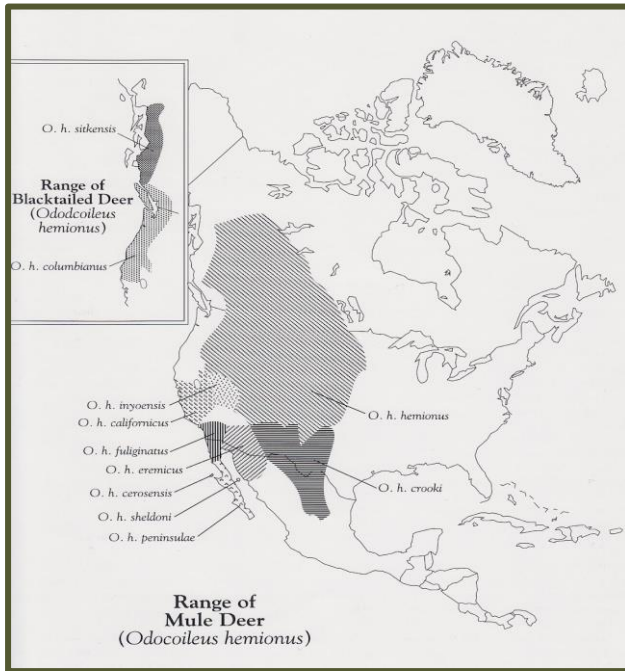 O. h. sitkensis
Range of
Blacktailed Deer
(Ododcoileus
hemionus)
O. h. columbianus
O. h. inyoensis
O. h. californicus
O. h. fuliginatus
O. h. eremicus
O. h. cerosensis
O. h. sheldoni
O. h. peninsulae
O. h. hemionus
O. h. crooki
Range of
Mule Deer
(Odocoileus hemionus)